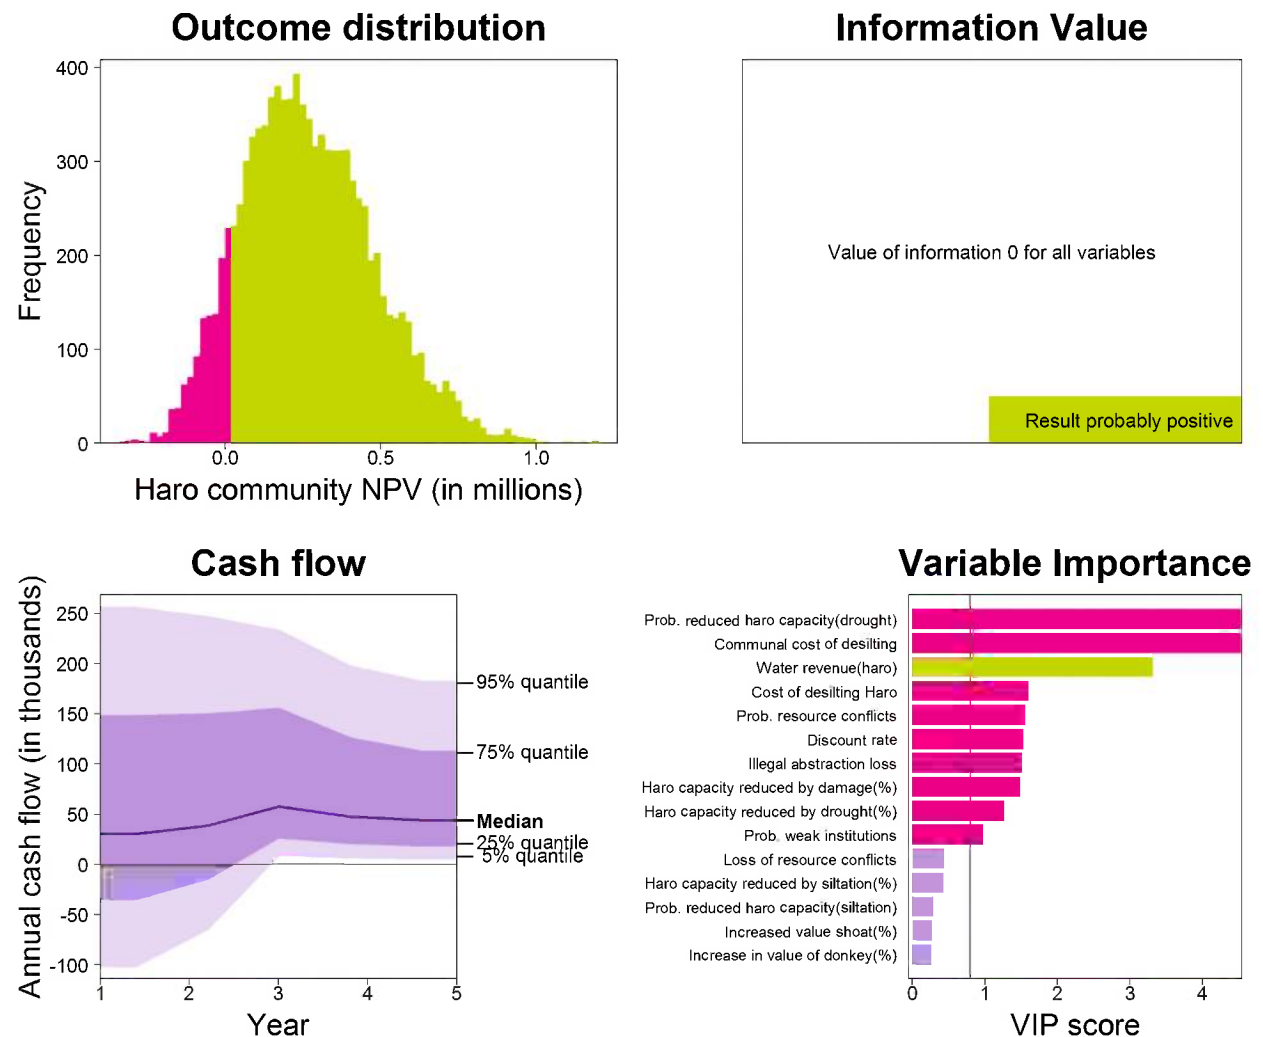 Outcome distribution
Frequency
400
300
200
100
0
0.0 0.5 1.0
Haro community NPV (in millions)
Information Value
Value of information 0 for all variables
Result probably positive
Cash flow
Annual cash flow (in thousands)
250
200
150
100
50
0
-50
-100
1 2 3 4 5
Year
95% quantile
75% quantile
Median
25% quantile
5% quantile
Variable Importance
Prob. reduced haro capacity(drought)
Communal cost of desilting
Water revenue(haro)
Cost of desilting Haro
Prob. resource conflicts
Discount rate
Illegal abstraction loss
Haro capacity reduced by damage(%)
Haro capacity reduced by drought(%)
Prob. weak institutions
Loss of resource conflicts
Haro capacity reduced by siltation(%)
Prob. reduced haro capacity(siltation)
Increased value shoat(%)
Increase in value of donkey(%)
0 1 2 3 4
VIP score